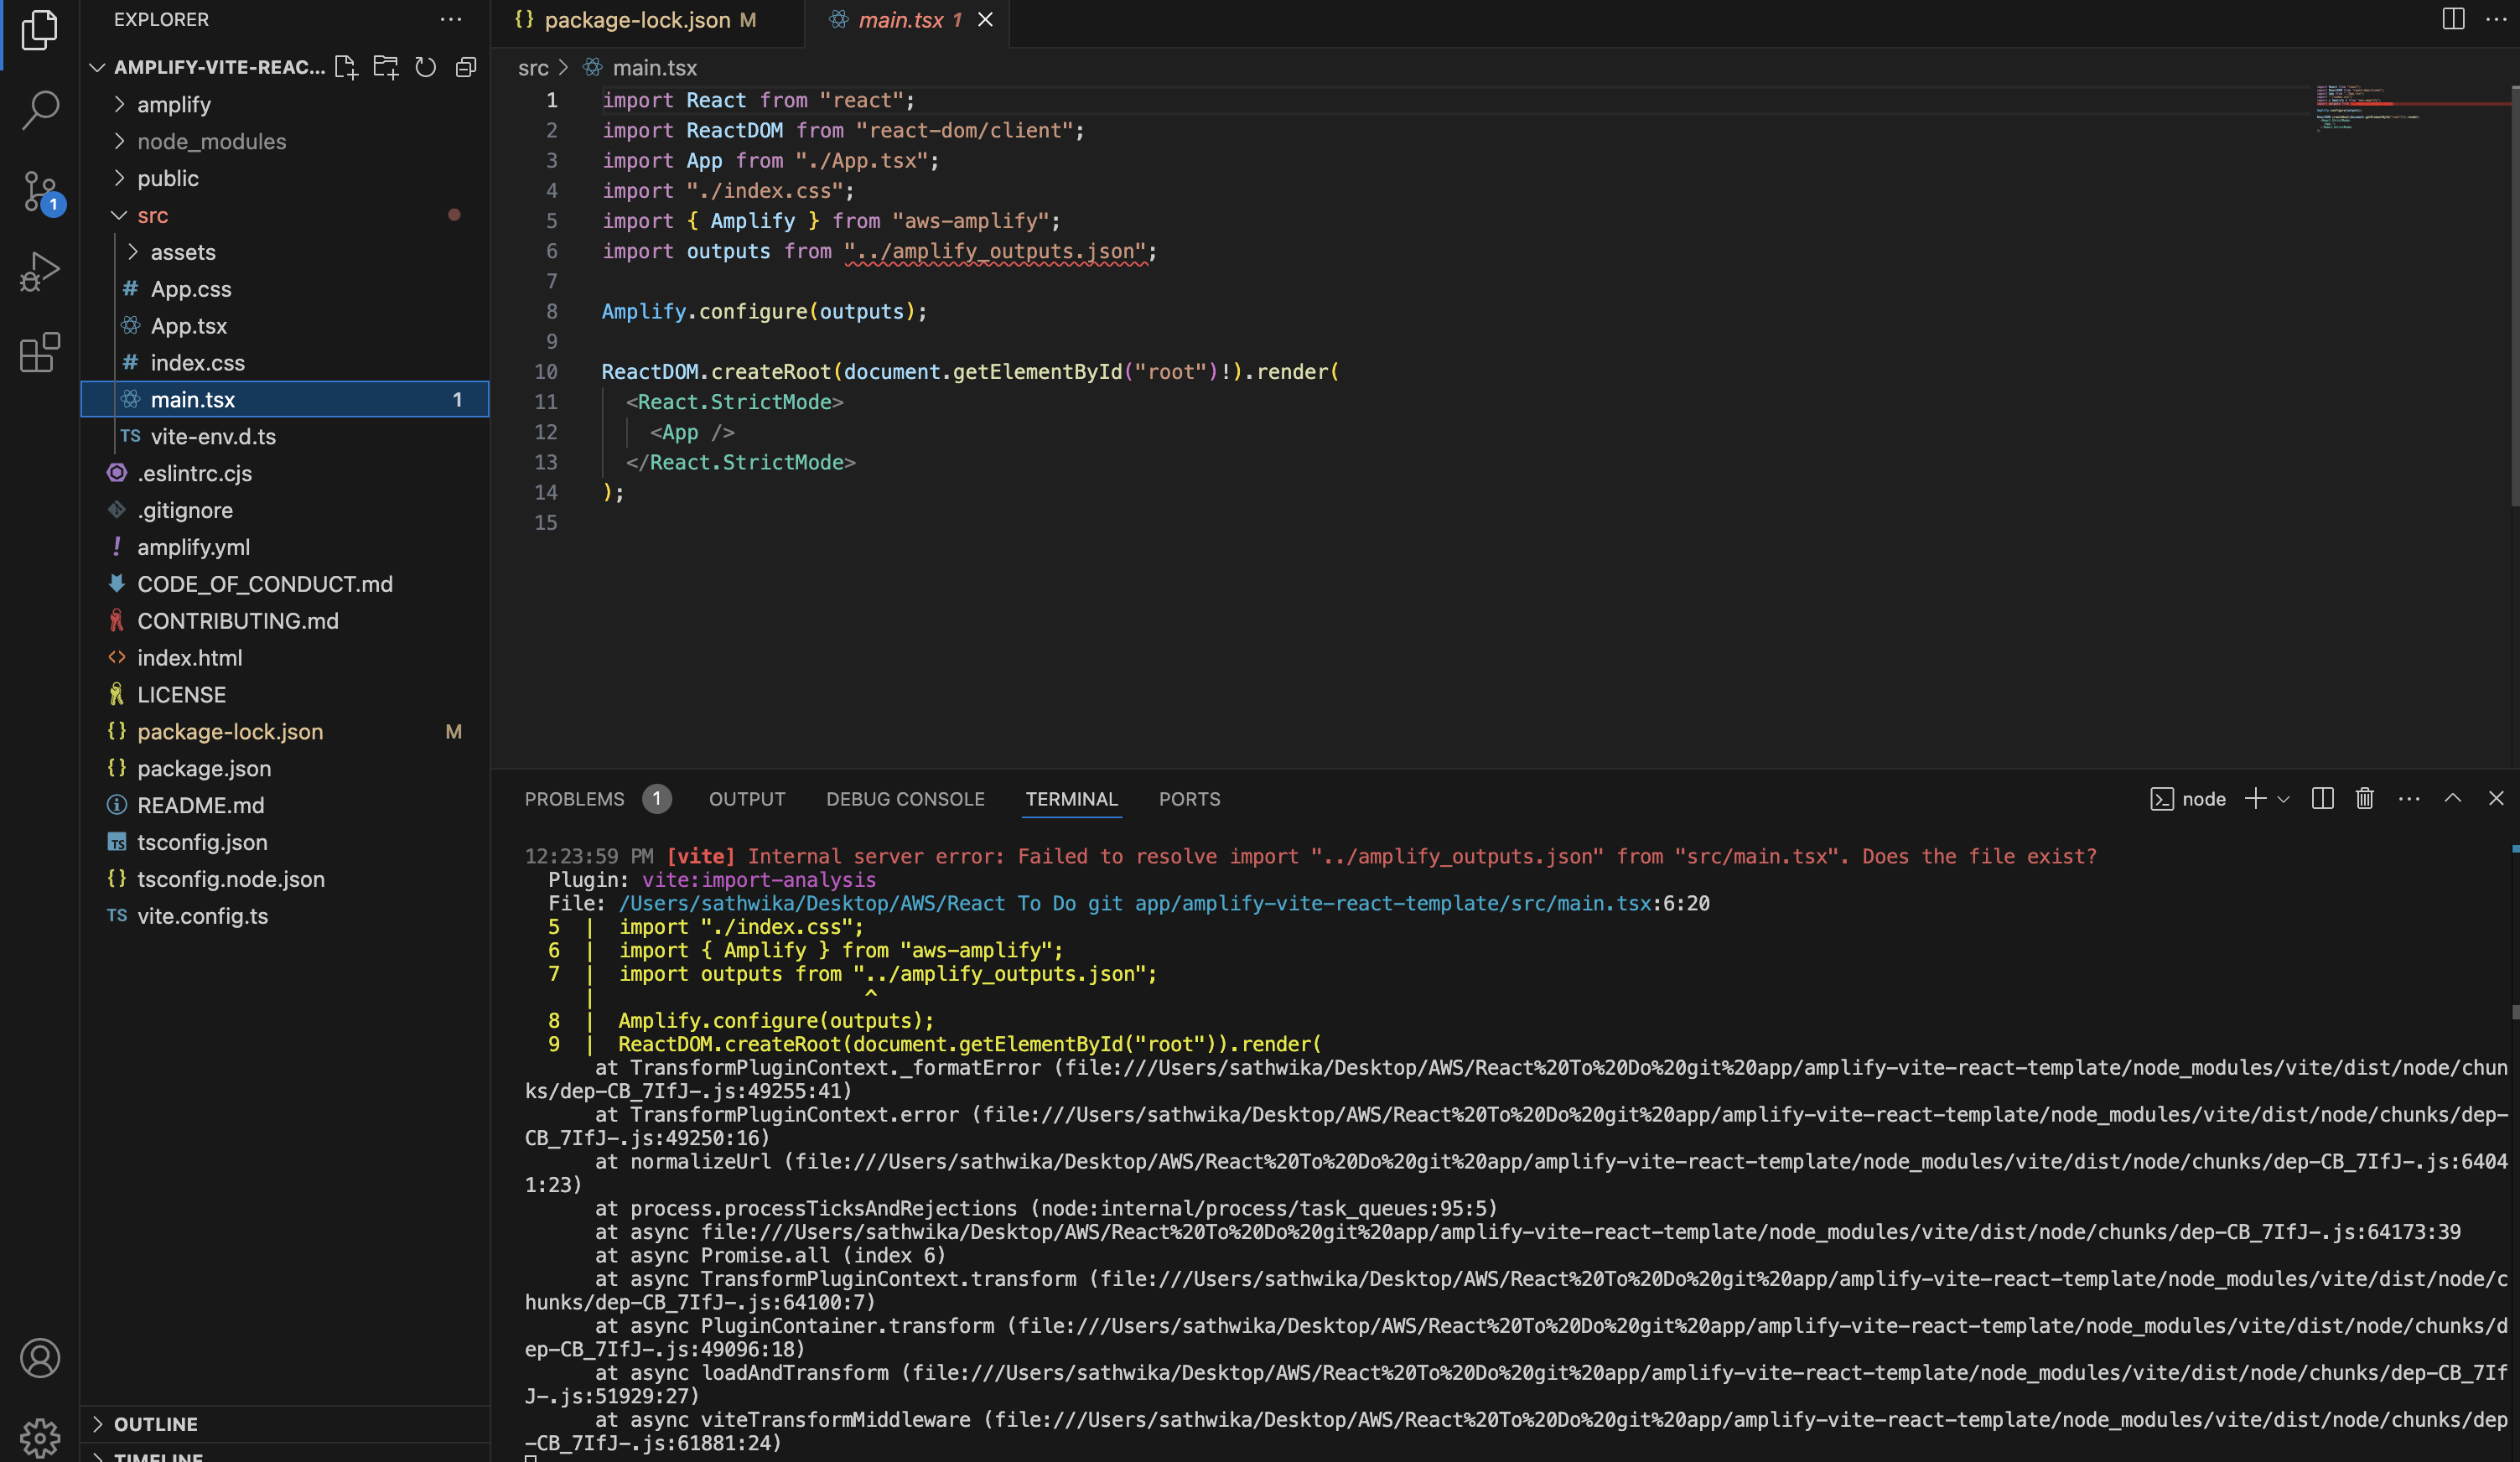 EXPLORER
AMPLIFY-VITE-REAC...
amplify
node_modules
public
src
assets
# App.css
App.tsx
# index.css
main.tsx 1
TS vite-env.d.ts
.eslintrc.cjs
.gitignore
! amplify.yml
CODE_OF_CONDUCT.md
CONTRIBUTING.md
<> index.html
LICENSE
{} package-lock.json M
{} package.json
README.md
TS tsconfig.json
{} tsconfig.node.json
TS vite.config.ts
OUTLINE
TIMELINE
1
{} package-lock.json M
main.tsx 1
src > main.tsx
1 import React from "react";
2 import ReactDOM from "react-dom/client";
3 import App from "./App.tsx";
4 import "./index.css";
5 import { Amplify } from "aws-amplify";
6 import outputs from "../amplify_outputs.json";
7
8 Amplify.configure(outputs);
9
10 ReactDOM.createRoot(document.getElementById("root")!).render(
11 <React.StrictMode>
12 <App />
13 </React.StrictMode>
14 );
15
PROBLEMS 1 OUTPUT DEBUG CONSOLE TERMINAL PORTS
node
12:23:59 PM [vite] Internal server error: Failed to resolve import "../amplify_outputs.json" from "src/main.tsx". Does the file exist?
Plugin: vite:import-analysis
File: /Users/sathwika/Desktop/AWS/React To Do git app/amplify-vite-react-template/src/main.tsx:6:20
5 | import "./index.css";
6 | import { Amplify } from "aws-amplify";
7 | import outputs from "../amplify_outputs.json";
| ^
8 | Amplify.configure(outputs);
9 | ReactDOM.createRoot(document.getElementById("root")).render(
at TransformPluginContext._formatError (file:///Users/sathwika/Desktop/AWS/React%20To%20Do%20git%20app/amplify-vite-react-template/node_modules/vite/dist/node/chun
ks/dep-CB_7IfJ-.js:49255:41)
at TransformPluginContext.error (file:///Users/sathwika/Desktop/AWS/React%20To%20Do%20git%20app/amplify-vite-react-template/node_modules/vite/dist/node/chunks/dep-
CB_7IfJ-.js:49250:16)
at normalizeUrl (file:///Users/sathwika/Desktop/AWS/React%20To%20Do%20git%20app/amplify-vite-react-template/node_modules/vite/dist/node/chunks/dep-CB_7IfJ-.js:6404
1:23)
at process.processTicksAndRejections (node:internal/process/task_queues:95:5)
at async file:///Users/sathwika/Desktop/AWS/React%20To%20Do%20git%20app/amplify-vite-react-template/node_modules/vite/dist/node/chunks/dep-CB_7IfJ-.js:64173:39
at async Promise.all (index 6)
at async TransformPluginContext.transform (file:///Users/sathwika/Desktop/AWS/React%20To%20Do%20git%20app/amplify-vite-react-template/node_modules/vite/dist/node/c
hunks/dep-CB_7IfJ-.js:64100:7)
at async PluginContainer.transform (file:///Users/sathwika/Desktop/AWS/React%20To%20Do%20git%20app/amplify-vite-react-template/node_modules/vite/dist/node/chunks/d
ep-CB_7IfJ-.js:49096:18)
at async loadAndTransform (file:///Users/sathwika/Desktop/AWS/React%20To%20Do%20git%20app/amplify-vite-react-template/node_modules/vite/dist/node/chunks/dep-CB_7If
J-.js:51929:27)
at async viteTransformMiddleware (file:///Users/sathwika/Desktop/AWS/React%20To%20Do%20git%20app/amplify-vite-react-template/node_modules/vite/dist/node/chunks/dep
-CB_7IfJ-.js:61881:24)